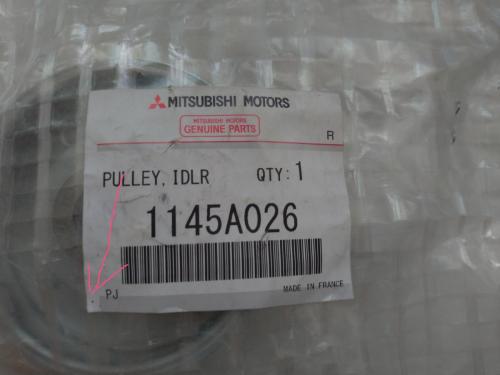 MITSUBISHI MOTORS
MITSUBISHI MOTORS
GENUINE PARTS
R
PULLEY, IDLR QTY: 1
1145A026
PJ MADE IN FRANCE